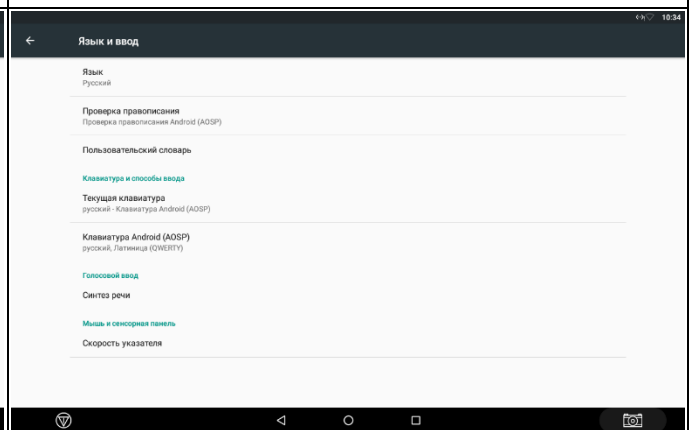 10:34
Язык и ввод
Язык
Русский
Проверка правописания
Проверка правописания Android (AOSP)
Пользовательский словарь
Клавиатура и способы ввода
Текущая клавиатура
русский - Клавиатура Android (AOSP)
Клавиатура Android (AOSP)
русский, Латиница (QWERTY)
Голосовой ввод
Синтез речи
Мышь и сенсорная панель
Скорость указателя